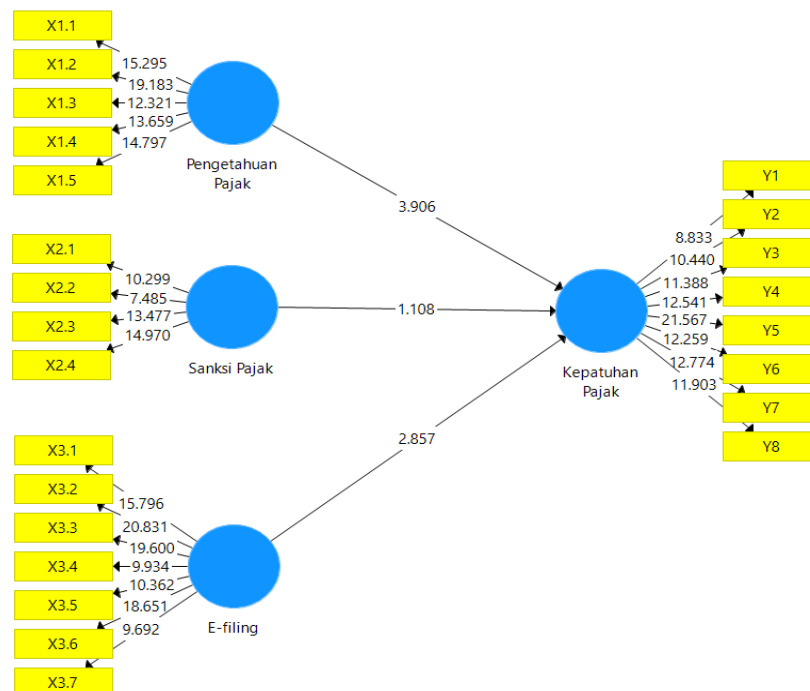 X1.1
X1.2
X1.3
X1.4
X1.5
15.295
19.183
12.321
13.659
14.797
Pengetahuan
Pajak
3.906
X2.1
X2.2
X2.3
X2.4
10.299
7.485
13.477
14.970
Sanksi Pajak
1.108
X3.1
X3.2
X3.3
X3.4
X3.5
X3.6
X3.7
15.796
20.831
19.600
9.934
10.362
18.651
9.692
E-filing
2.857
Kepatuhan
Pajak
8.833
10.440
11.388
12.541
21.567
12.259
12.774
11.903
Y1
Y2
Y3
Y4
Y5
Y6
Y7
Y8